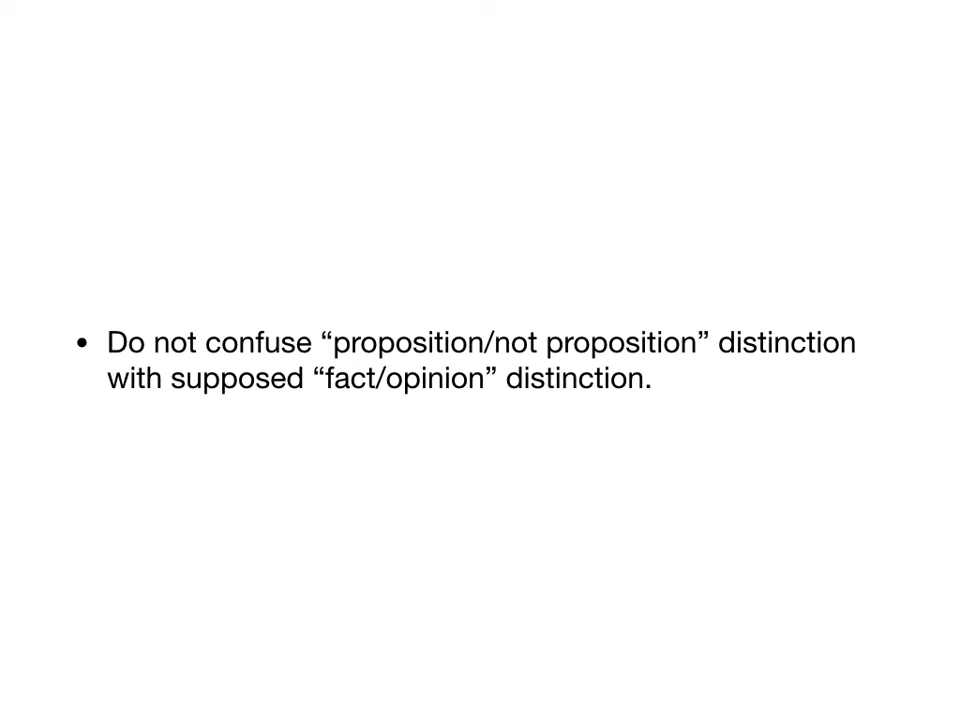 • Do not confuse “proposition/not proposition” distinction
with supposed “fact/opinion” distinction.